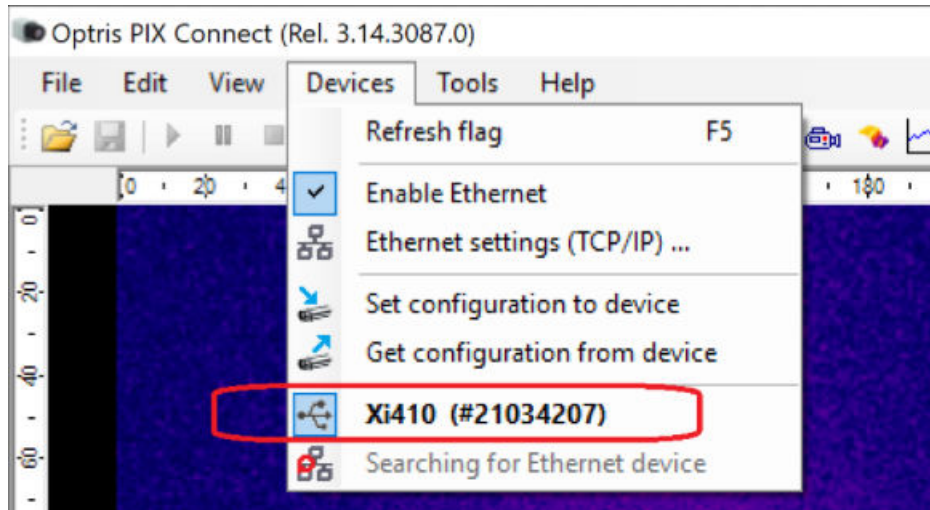 Optris PIX Connect (Rel. 3.14.3087.0)
File Edit View Devices Tools Help
Refresh flag F5
0 20 4 180
Enable Ethernet
0
Ethernet settings (TCP/IP) ...
20
Set configuration to device
Get configuration from device
40
Xi410 (#21034207)
60
Searching for Ethernet device